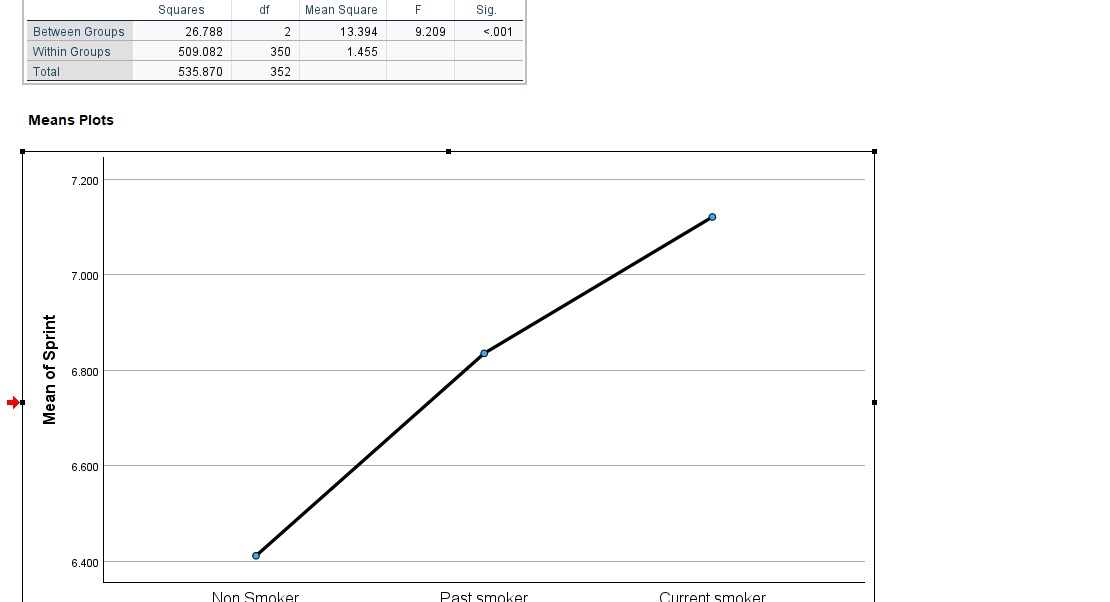 Squares df Mean Square F Sig.
Between Groups 26.788 2 13.394 9.209 <.001
Within Groups 509.082 350 1.455
Total 535.870 352
Means Plots
7.200
7.000
6.800
6.600
6.400
Mean of Sprint
Non Smoker Past smoker Current smoker